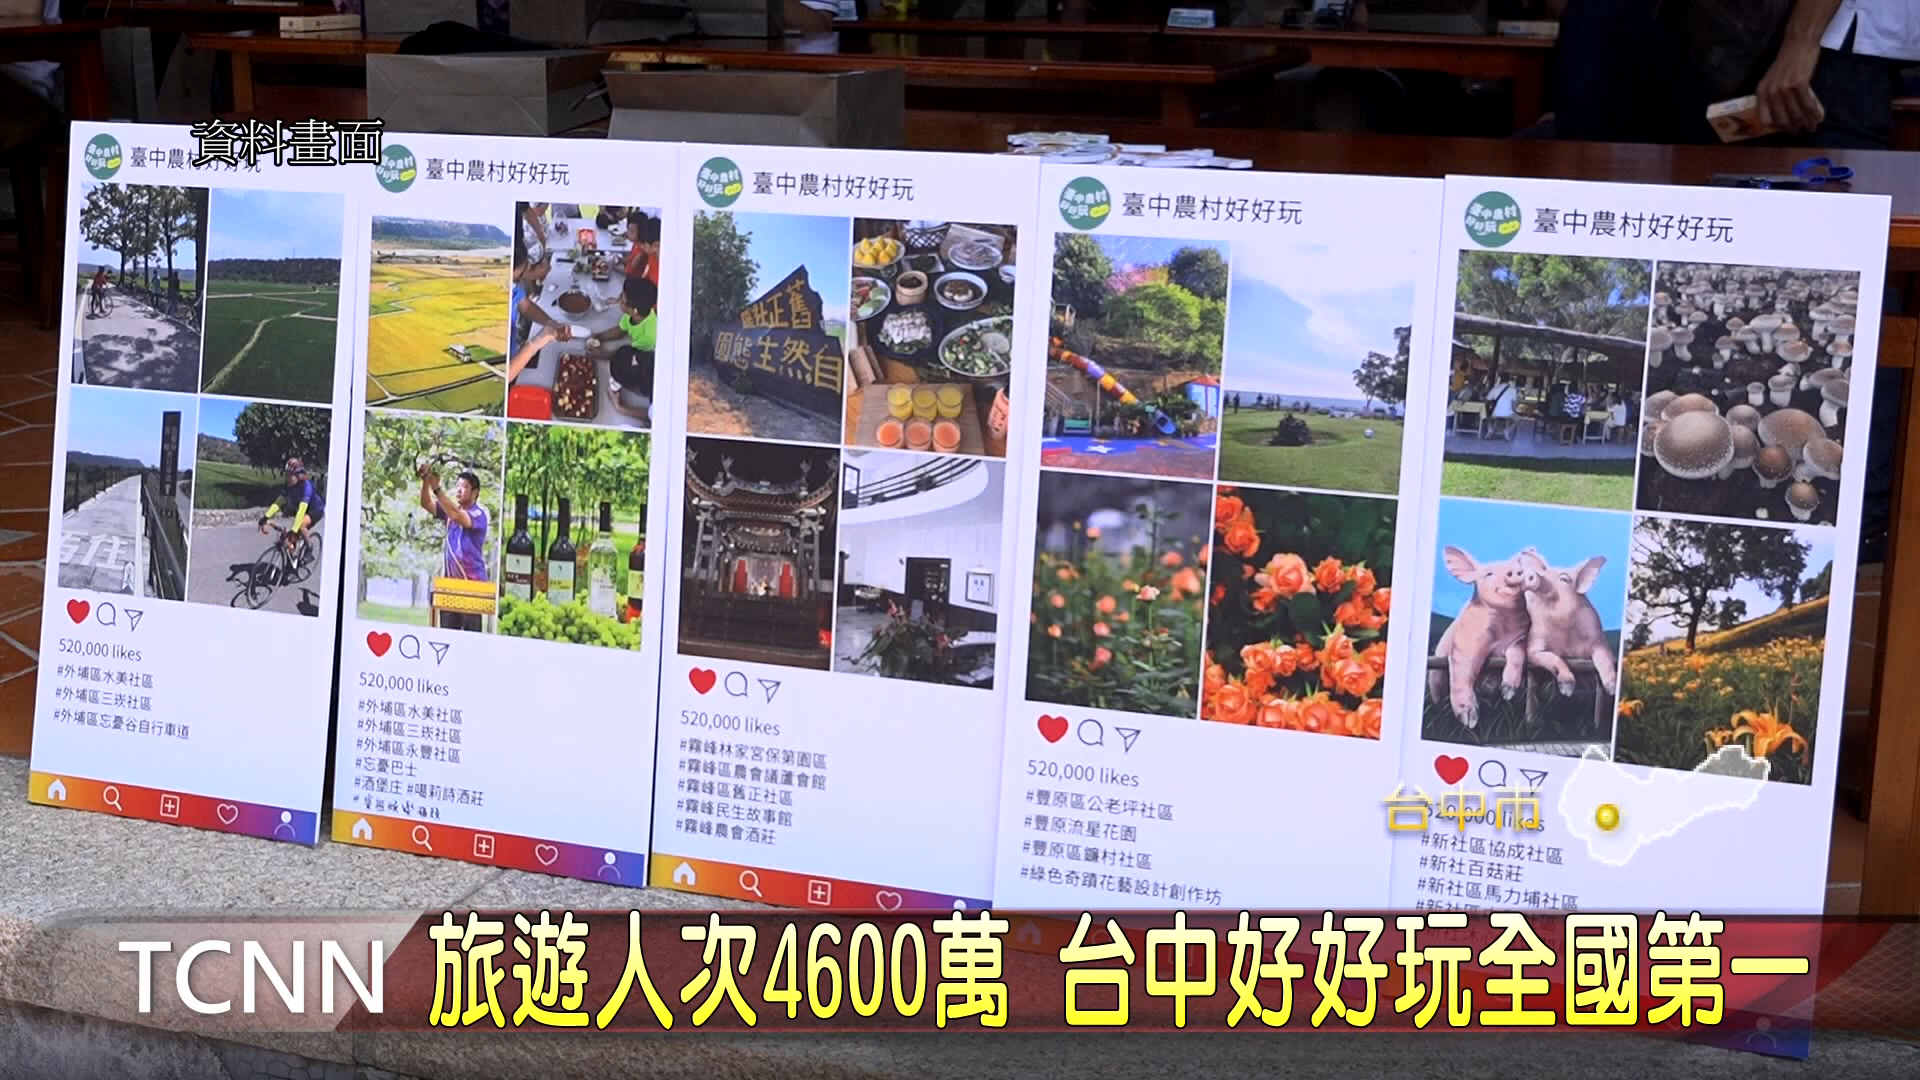 資料畫面
臺中農村好好玩
520,000 likes
#外埔區水美社區
#外埔區三崁社區
#外埔區忘憂谷自行車道
臺中農村好好玩
520,000 likes
#外埔區水美社區
#外埔區三崁社區
#外埔區永豐社區
#忘憂巴士
#酒堡庄 #噶莉詩酒莊
臺中農村好好玩
舊正社區
自然生態園
520,000 likes
#霧峰林家宮保第園區
#霧峰區農會議蘆會館
#霧峰區舊正社區
#霧峰民生故事館
#霧峰農會酒莊
臺中農村好好玩
520,000 likes
#豐原區公老坪社區
#豐原流星花園
#豐原區鐮村社區
#綠色奇蹟花藝設計創作坊
臺中農村好好玩
520,000 likes
#新社區協成社區
#新社百菇莊
#新社區馬力埔社區
台中市
TCNN 旅遊人次4600萬 台中好好玩全國第一